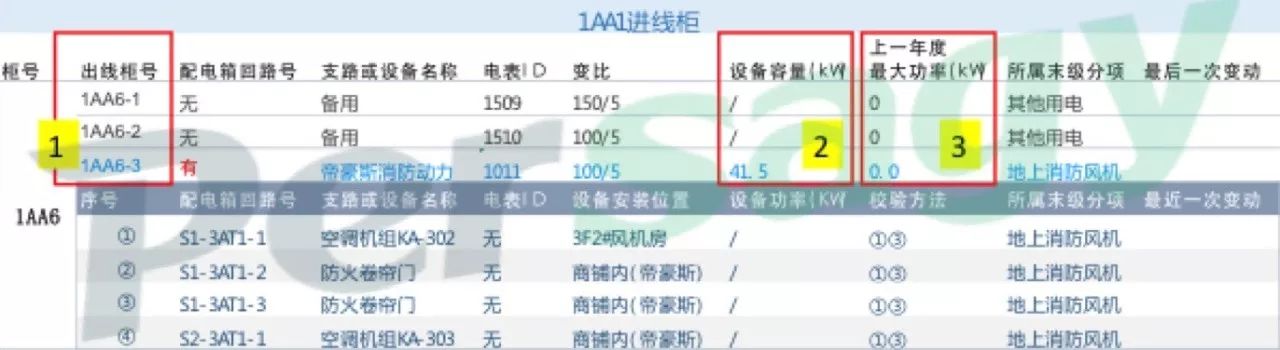 1AA1进线柜
柜号 出线柜号 配电箱回路号 支路或设备名称 电表ID 变比 设备容量(kW 上一年度最大功率(kW) 所属末级分项 最后一次变动
1AA6-1 无 备用 1509 150/5 / 0 其他用电
1AA6-2 无 备用 1510 100/5 / 0 其他用电
1AA6-3 有 帝豪斯消防动力 1011 100/5 41.5 0.0 地上消防风机
1 2 3
1AA6
序号 配电箱回路号 支路或设备名称 电表ID 设备安装位置 设备功率(kW 校验方法 所属末级分项 最近一次变动
① S1-3AT1-1 空调机组KA-302 无 3F2#风机房 / ①③ 地上消防风机
② S1-3AT1-2 防火卷帘门 无 商铺内(帝豪斯) / ①③ 地上消防风机
③ S1-3AT1-3 防火卷帘门 无 商铺内(帝豪斯) / ①③ 地上消防风机
④ S2-3AT1-1 空调机组KA-303 无 商铺内(帝豪斯) / ①③ 地上消防风机
Persacy